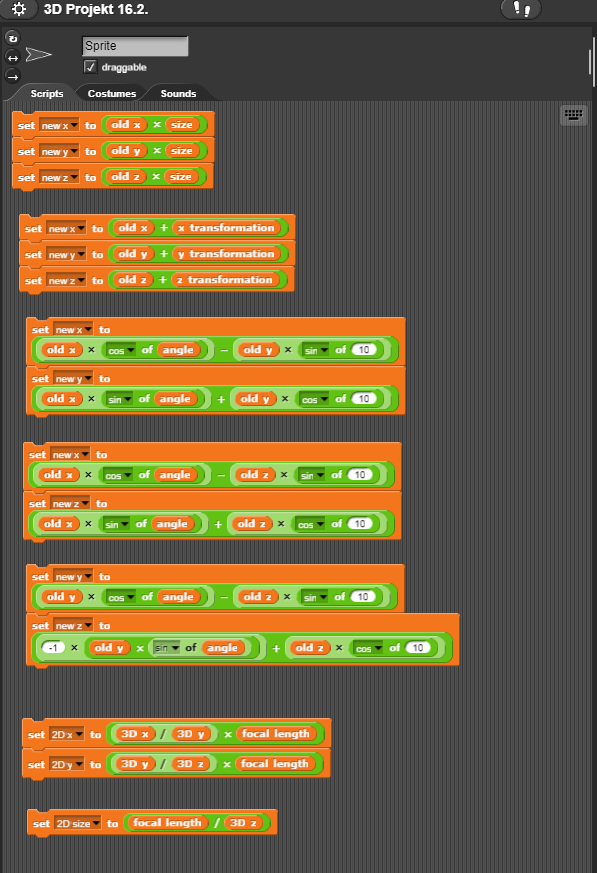 3D Projekt 16.2.
Sprite
draggable
Scripts Costumes Sounds
set new x to old x × size
set new y to old y × size
set new z to old z × size
set new x to old x + x transformation
set new y to old y + y transformation
set new z to old z + z transformation
set new x to
old x × cos of angle - old y × sin of 10
set new y to
old x × sin of angle + old y × cos of 10
set new x to
old x × cos of angle - old z × sin of 10
set new z to
old x × sin of angle + old z × cos of 10
set new y to
old y × cos of angle - old z × sin of 10
set new z to
-1 × old y × sin of angle + old z × cos of 10
set 2D x to 3D x / 3D y × focal length
set 2D y to 3D y / 3D z × focal length
set 2D size to focal length / 3D z